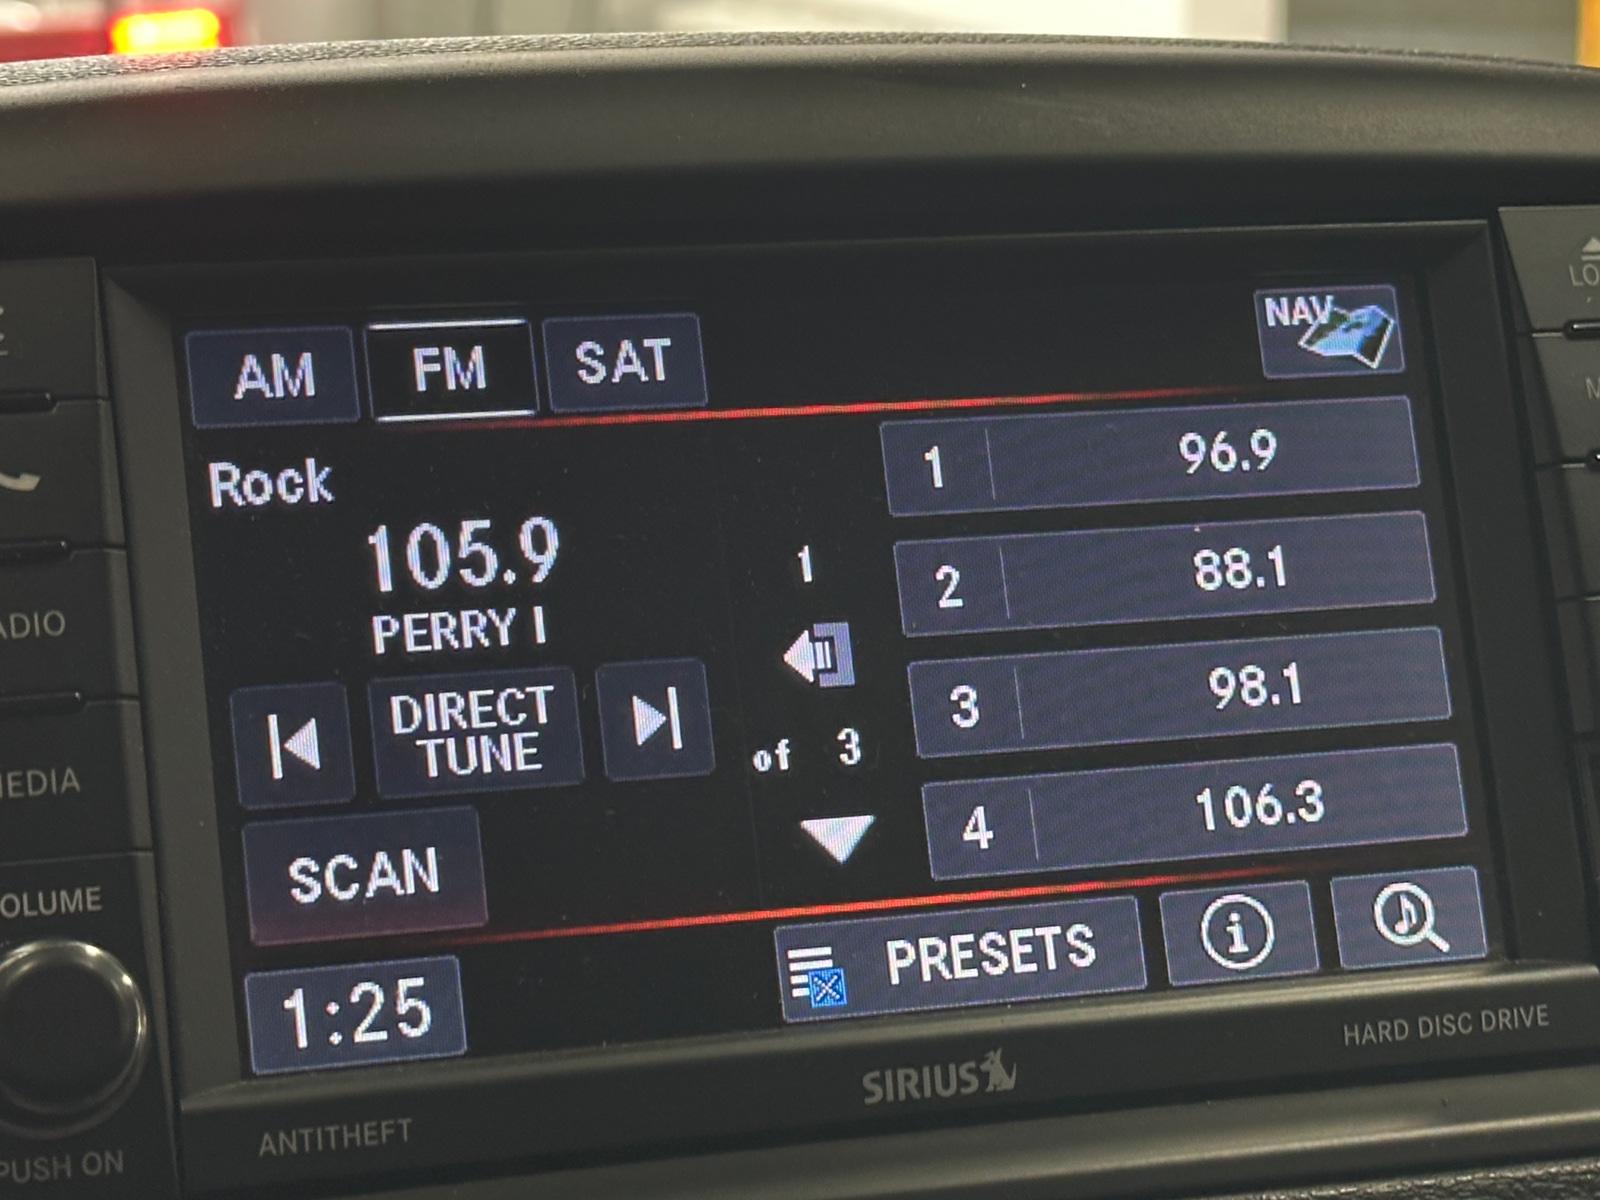 AM FM SAT NAV
Rock
105.9
PERRY I
DIRECT
TUNE
SCAN
1:25
1
of 3
1 96.9
2 88.1
3 98.1
4 106.3
PRESETS
ADIO
EDIA
OLUME
PUSH ON
ANTITHEFT
SIRIUS
HARD DISC DRIVE
LO